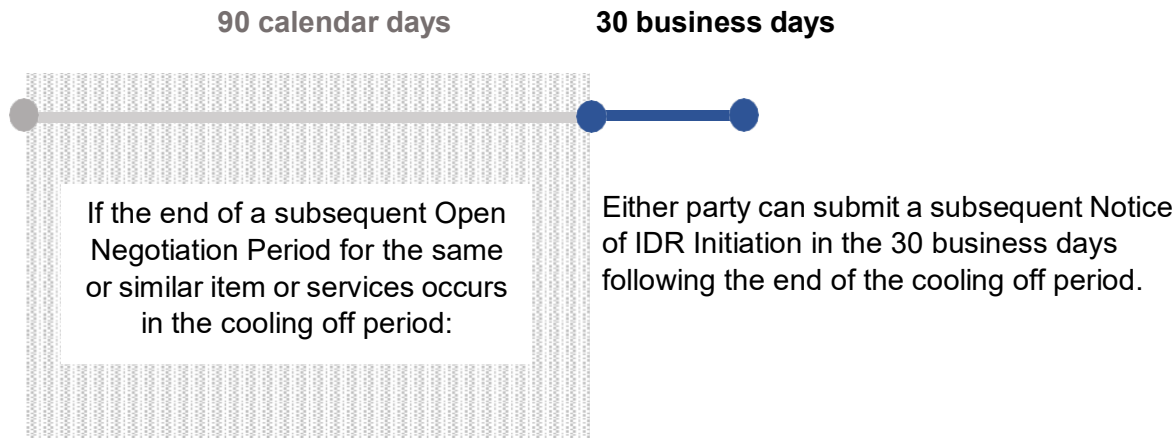 90 calendar days
30 business days
If the end of a subsequent Open
Negotiation Period for the same
or similar item or services occurs
in the cooling off period:
Either party can submit a subsequent Notice
of IDR Initiation in the 30 business days
following the end of the cooling off period.